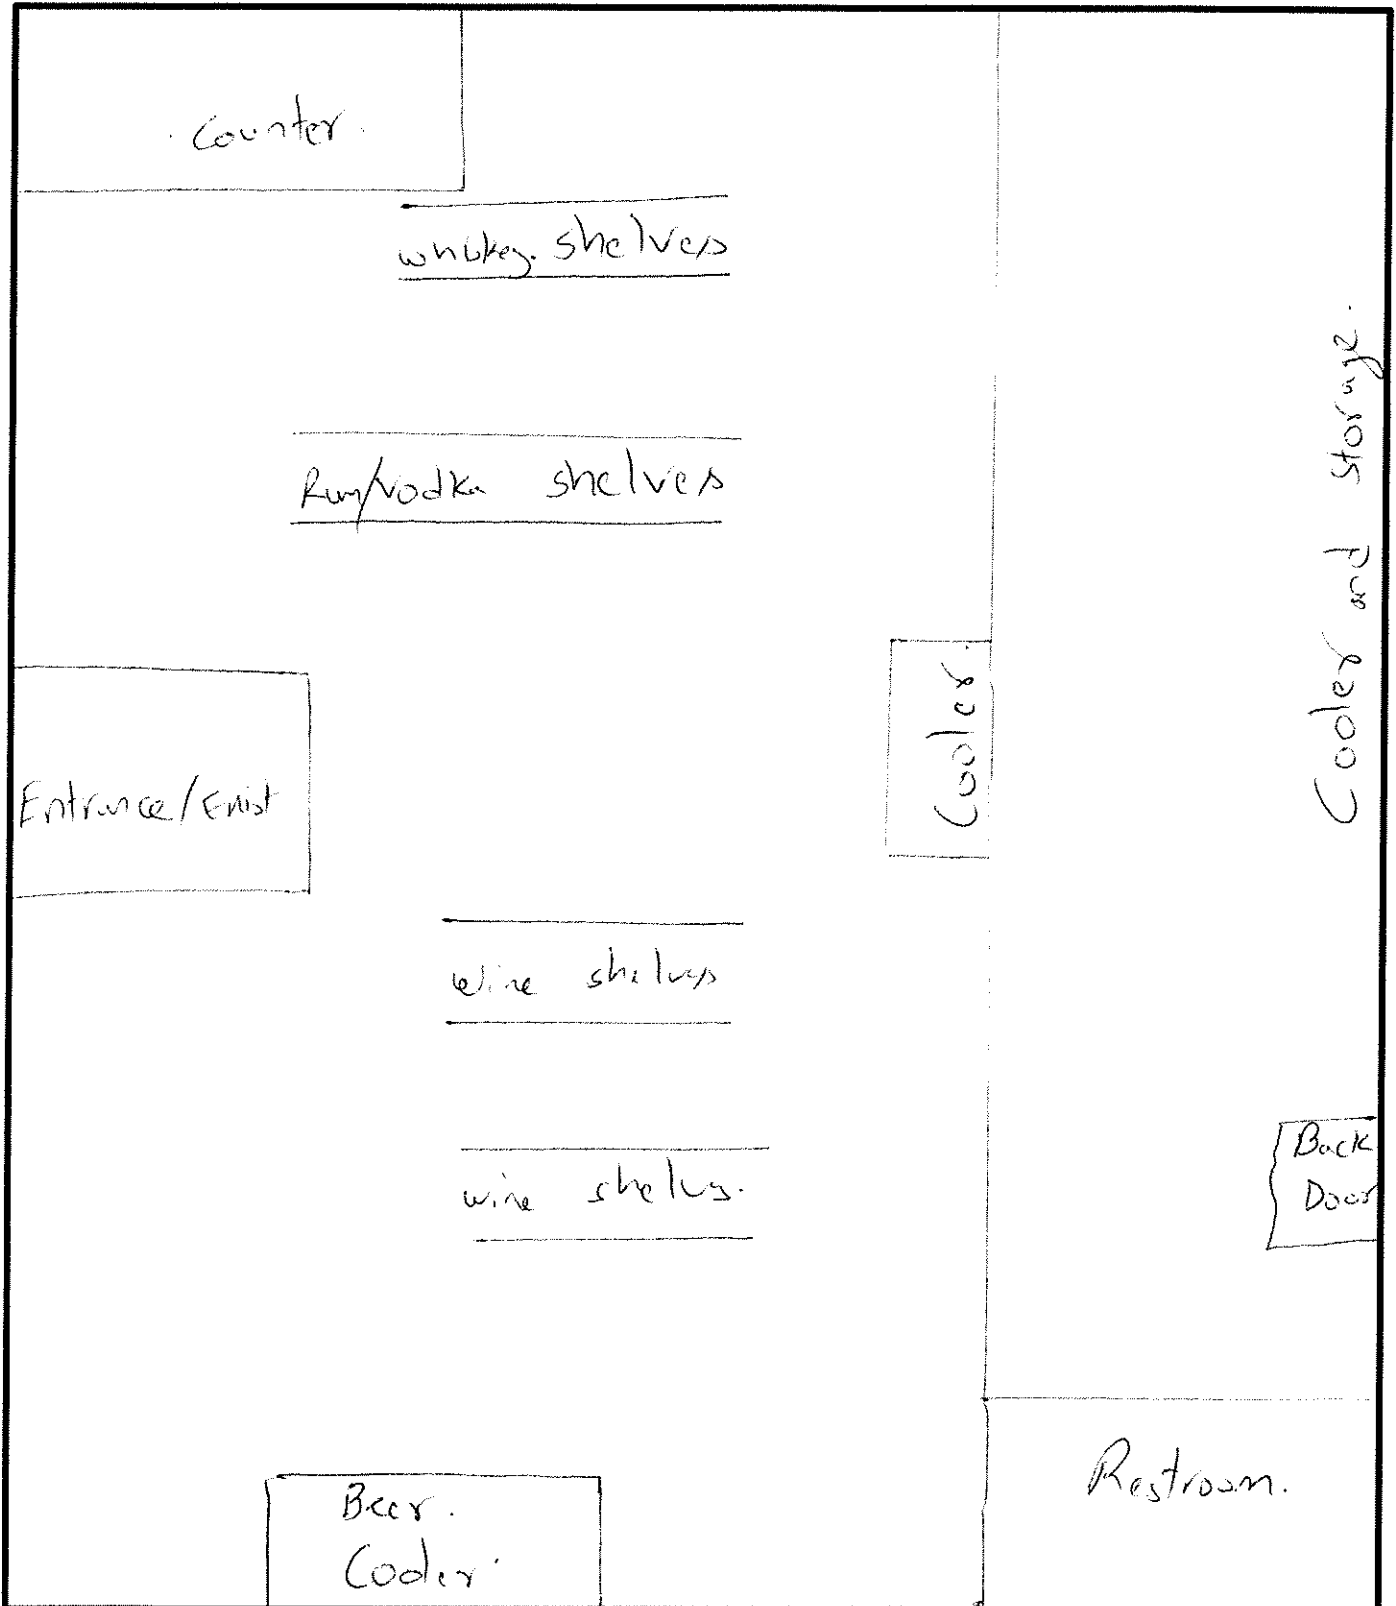 Counter.
whiskey. shelves
Rum/Vodka shelves
Cooler and Storage.
Cooler.
Entrance/Exist
wine shelves
wine shelves.
Back
Door
Restroom.
Beer.
Cooler.